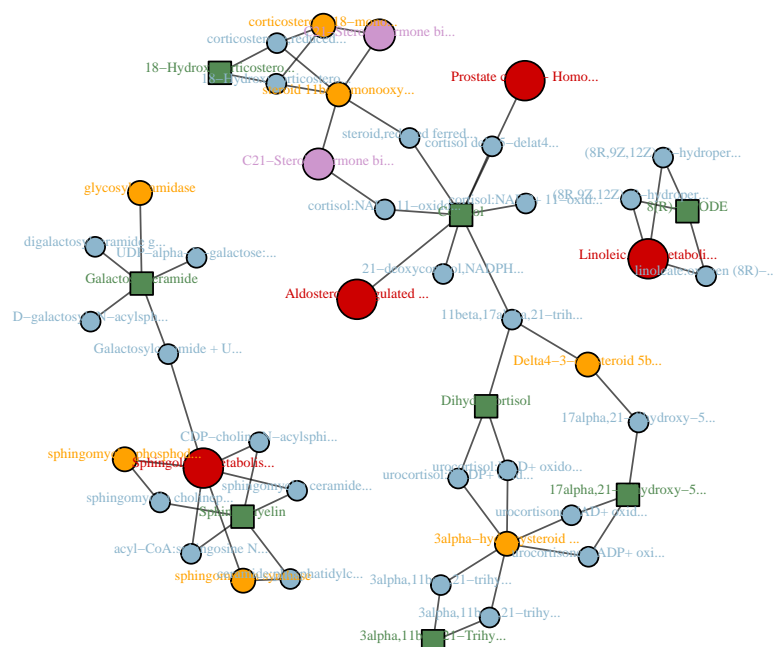 corticosterone 18−mono...
corticosterone,reduced...
C21−Steroid hormone bi...
18−Hydroxycorticostero...
18−Hydroxycorticostero...
steroid 11beta−monooxy...
Prostate cancer − Homo...
steroid,reduced ferred...
cortisol delta5−delat4...
C21−Steroid hormone bi...
(8R,9Z,12Z)−8−hydroper...
glycosylceramidase
(8R,9Z,12Z)−8−hydroper...
cortisol:NADP+ 11−oxido...
cortisol:NAD+ 11−oxid...
Cortisol
8(R)−HPODE
digalactosylceramide g...
UDP−alpha−D−galactose:...
Linoleic acid metaboli...
linoleate:oxygen (8R)−...
Galactosylceramide
21−deoxycortisol,NADPH...
Aldosterone−regulated ...
D−galactosyl−N−acylsph...
11beta,17alpha,21−trih...
Galactosylceramide + U...
Delta4−3−oxosteroid 5b...
Dihydrocortisol
17alpha,21−dihydroxy−5...
CDP−choline:N−acylsphi...
sphingomyelin phosphod...
Sphingolipid metabolis...
urocortisol:NAD+ oxido...
urocortisol:NADP+ oxid...
sphingomyelin ceramide...
17alpha,21−dihydroxy−5...
sphingomyelin cholinep...
Sphingomyelin
urocortisone:NAD+ oxid...
3alpha−hydroxysteroid ...
acyl−CoA:sphingosine N...
urocortisone:NADP+ oxi...
sphingomyelin synthase
ceramide:phosphatidylc...
3alpha,11beta,21−trihy...
3alpha,11beta,21−trihy...
3alpha,11beta,21−Trihy...